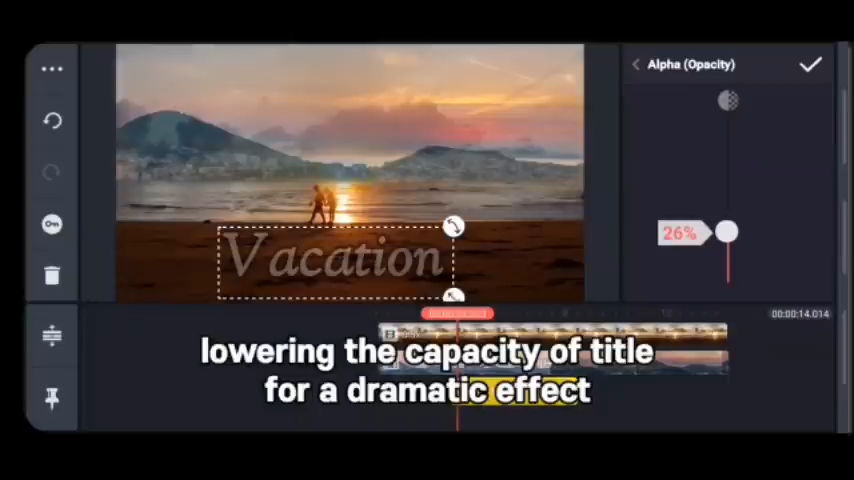 Alpha (Opacity)
26%
Vacation
00:00:14.014
lowering the capacity of title
for a dramatic effect